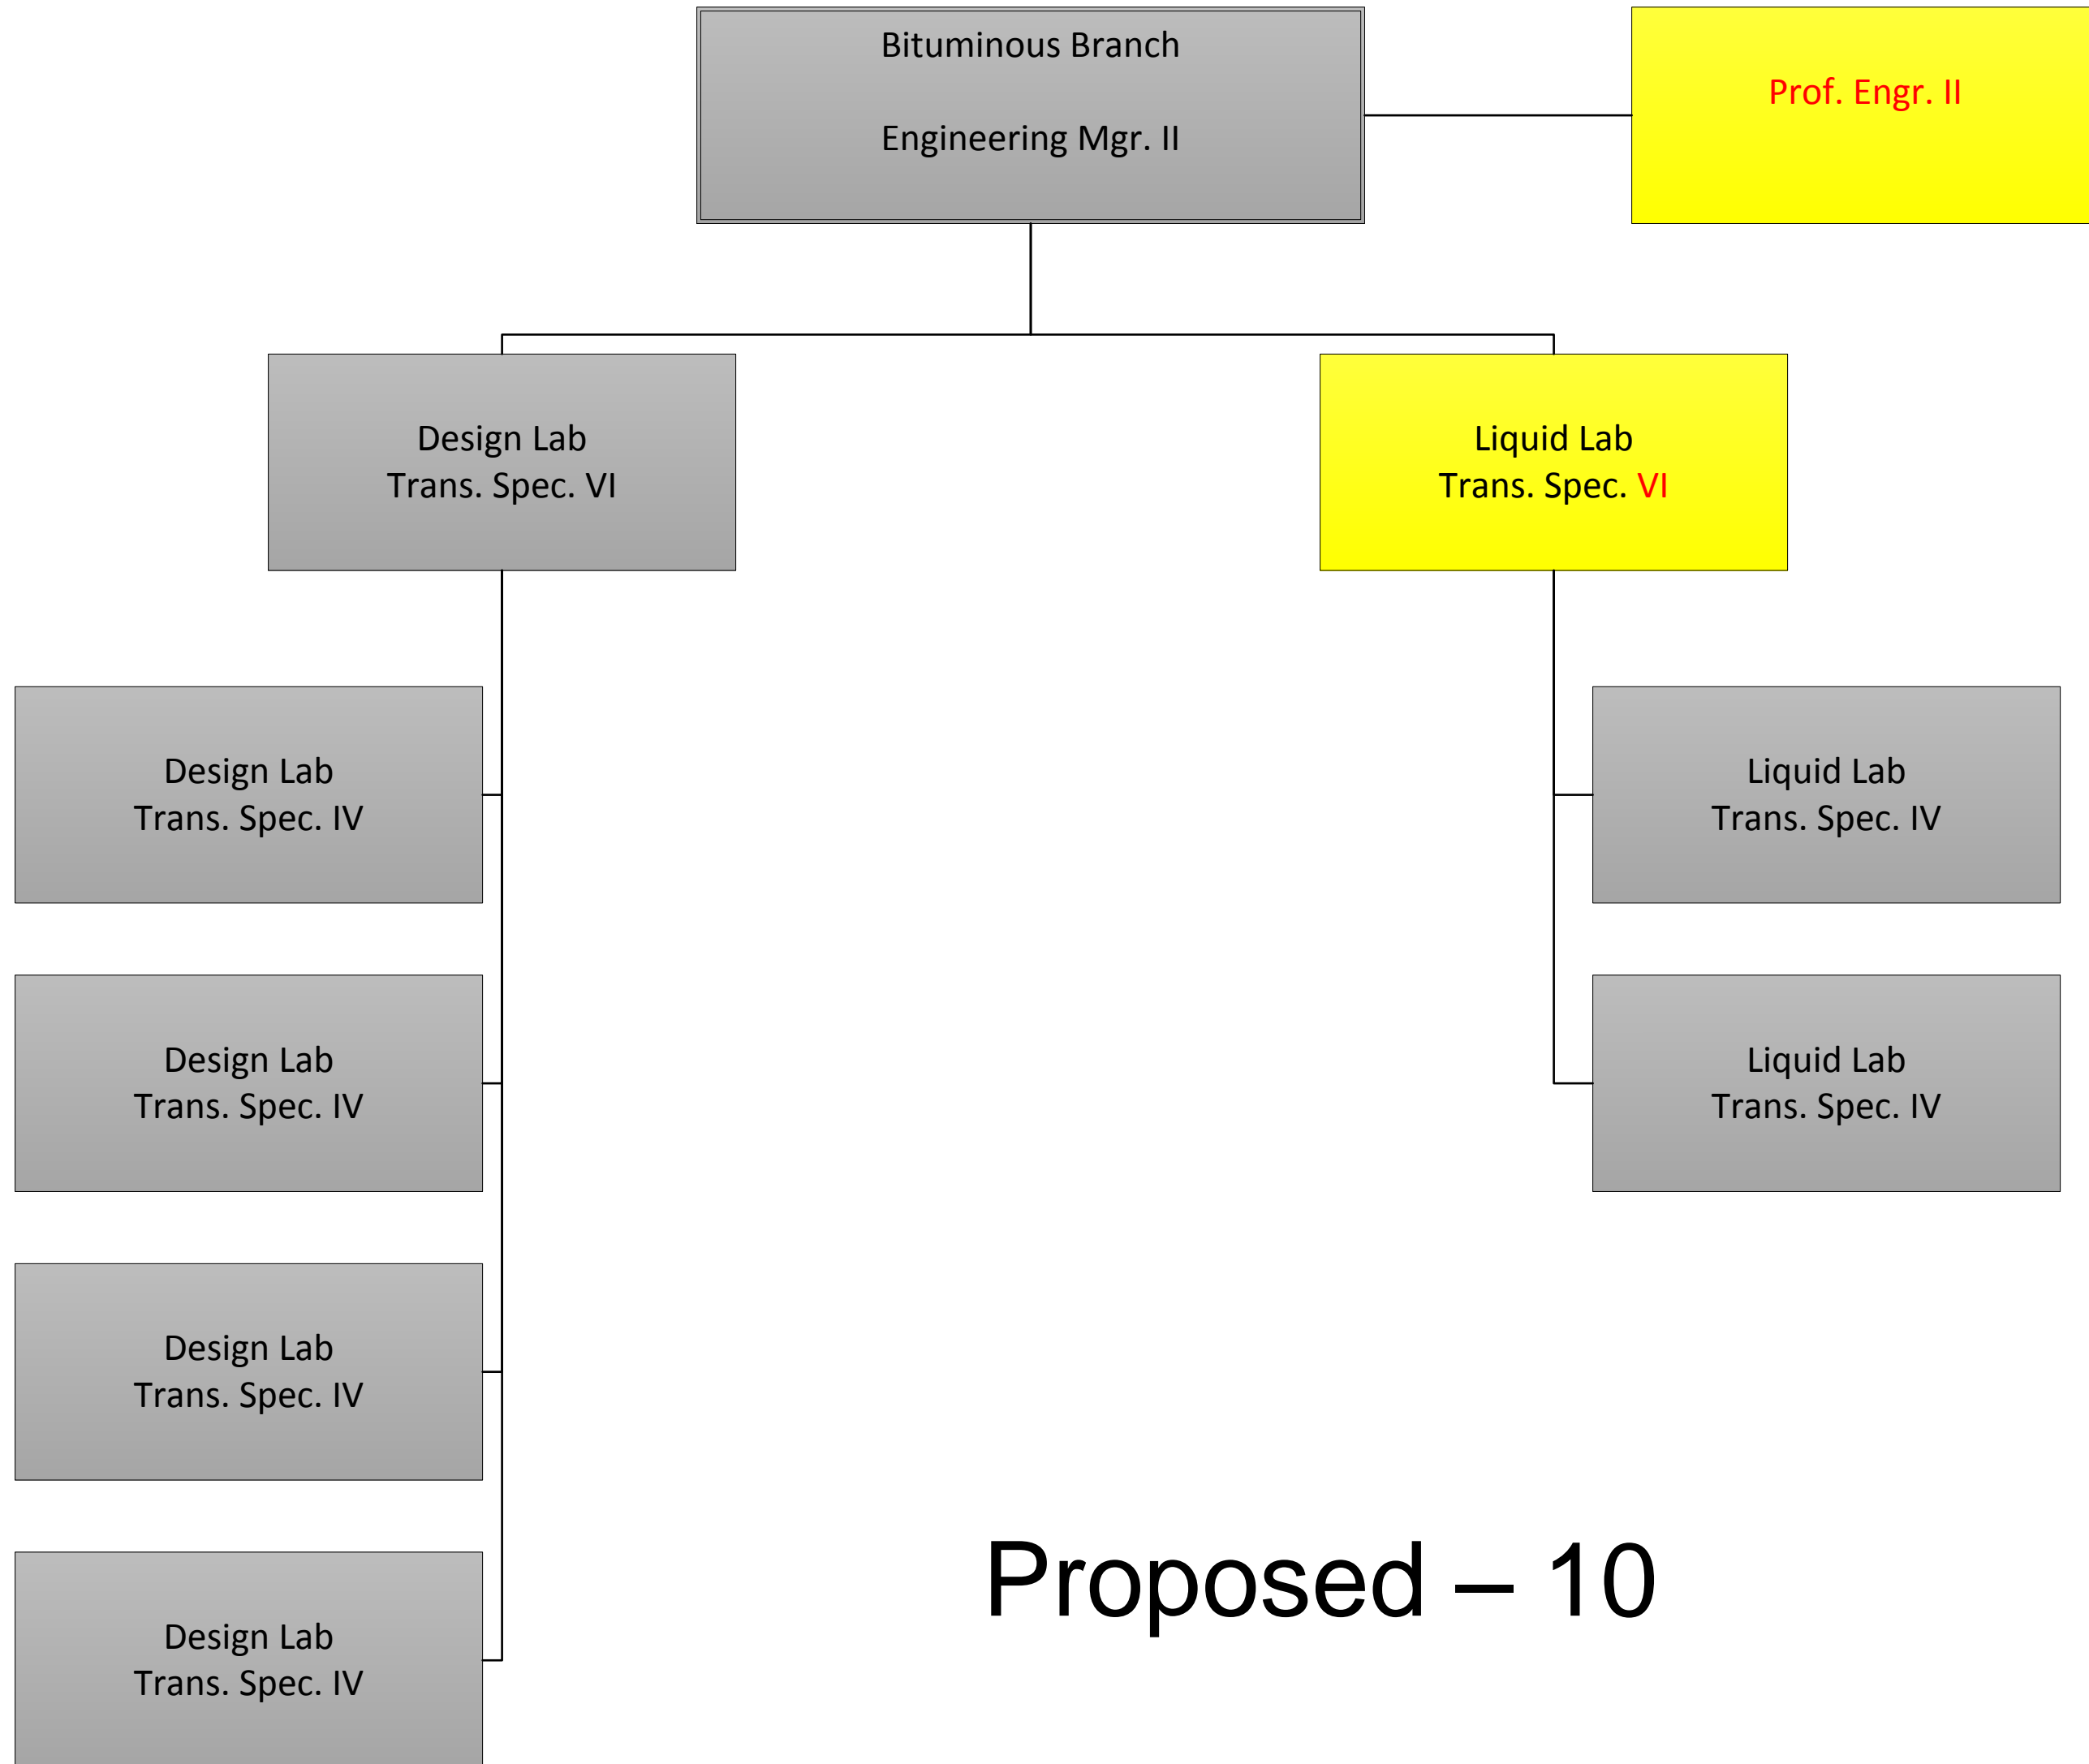 Bituminous Branch
Engineering Mgr. II
Prof. Engr. II
Design Lab
Trans. Spec. VI
Liquid Lab
Trans. Spec. VI
Design Lab
Trans. Spec. IV
Liquid Lab
Trans. Spec. IV
Design Lab
Trans. Spec. IV
Liquid Lab
Trans. Spec. IV
Design Lab
Trans. Spec. IV
Design Lab
Trans. Spec. IV
Proposed – 10